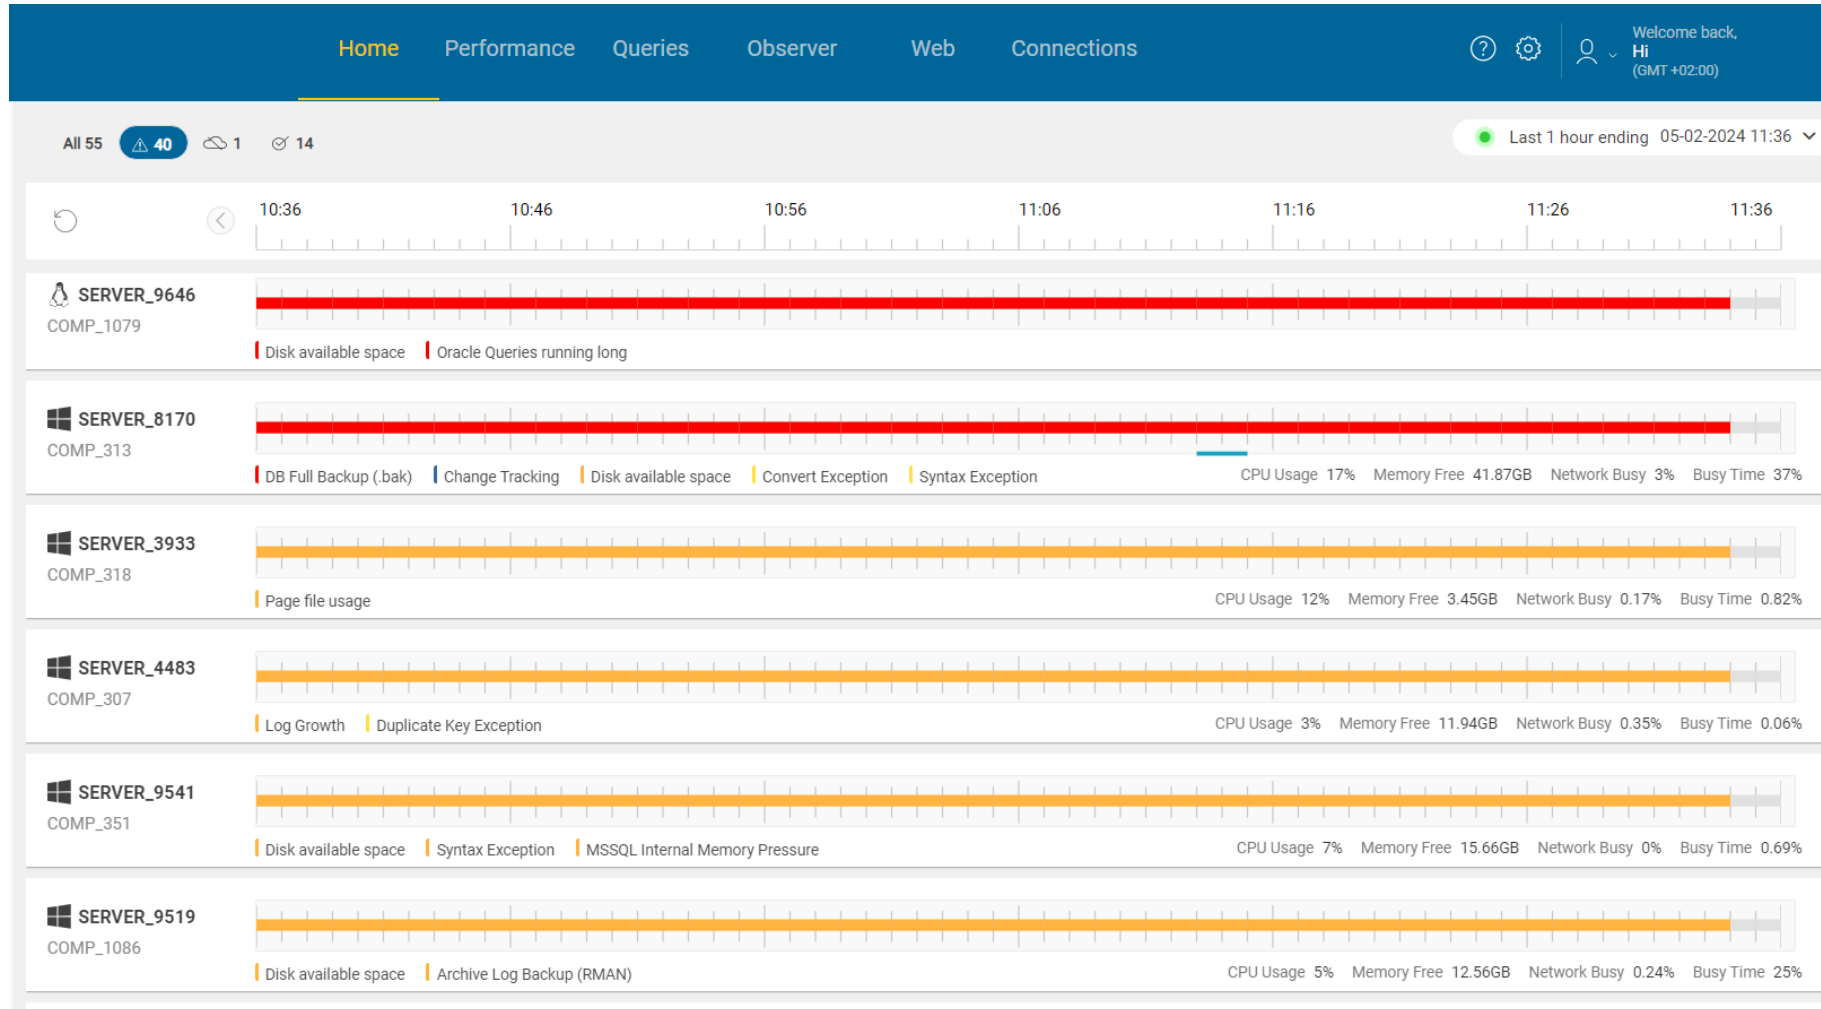 Home Performance Queries Observer Web Connections
Welcome back,
Hi
(GMT +02:00)
All 55 40 1 14
Last 1 hour ending 05-02-2024 11:36
10:36 10:46 10:56 11:06 11:16 11:26 11:36
SERVER_9646
COMP_1079
Disk available space Oracle Queries running long
SERVER_8170
COMP_313
DB Full Backup (.bak) Change Tracking Disk available space Convert Exception Syntax Exception CPU Usage 17% Memory Free 41.87GB Network Busy 3% Busy Time 37%
SERVER_3933
COMP_318
Page file usage CPU Usage 12% Memory Free 3.45GB Network Busy 0.17% Busy Time 0.82%
SERVER_4483
COMP_307
Log Growth Duplicate Key Exception CPU Usage 3% Memory Free 11.94GB Network Busy 0.35% Busy Time 0.06%
SERVER_9541
COMP_351
Disk available space Syntax Exception MSSQL Internal Memory Pressure CPU Usage 7% Memory Free 15.66GB Network Busy 0% Busy Time 0.69%
SERVER_9519
COMP_1086
Disk available space Archive Log Backup (RMAN) CPU Usage 5% Memory Free 12.56GB Network Busy 0.24% Busy Time 25%